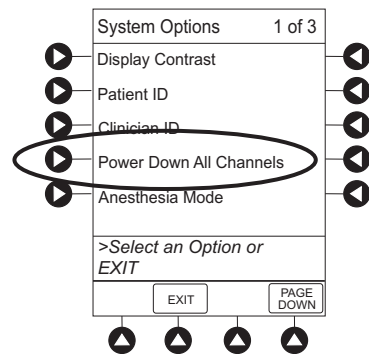 System Options 1 of 3
Display Contrast
Patient ID
Clinician ID
Power Down All Channels
Anesthesia Mode
>Select an Option or
EXIT
EXIT
PAGE
DOWN